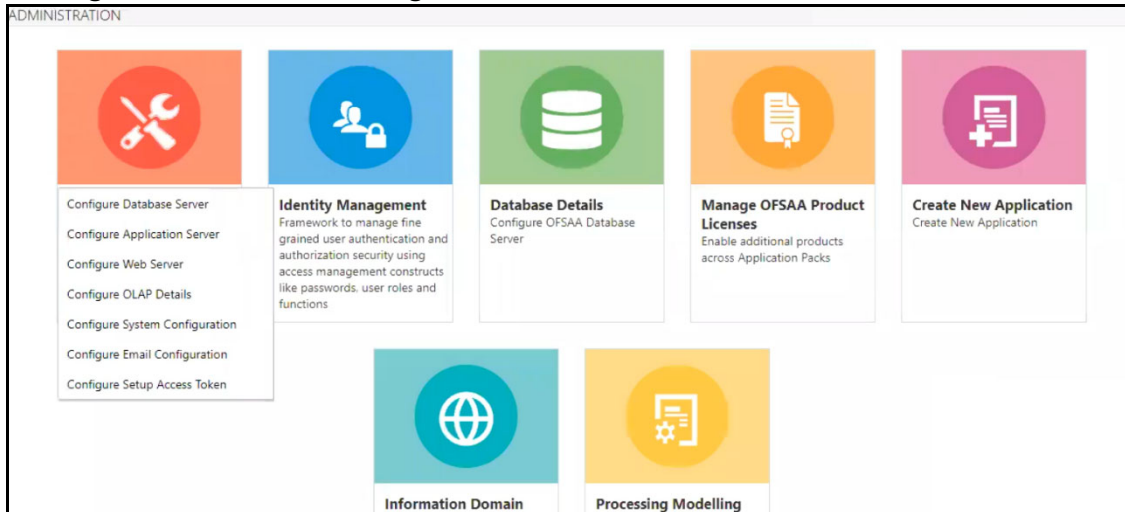 ADMINISTRATION
Configure Database Server
Configure Application Server
Configure Web Server
Configure OLAP Details
Configure System Configuration
Configure Email Configuration
Configure Setup Access Token
Identity Management
Framework to manage fine
grained user authentication and
authorization security using
access management constructs
like passwords. user roles and
functions
Database Details
Configure OFSAA Database
Server
Manage OFSAA Product
Licenses
Enable additional products
across Application Packs
Create New Application
Create New Application
Information Domain
Processing Modelling